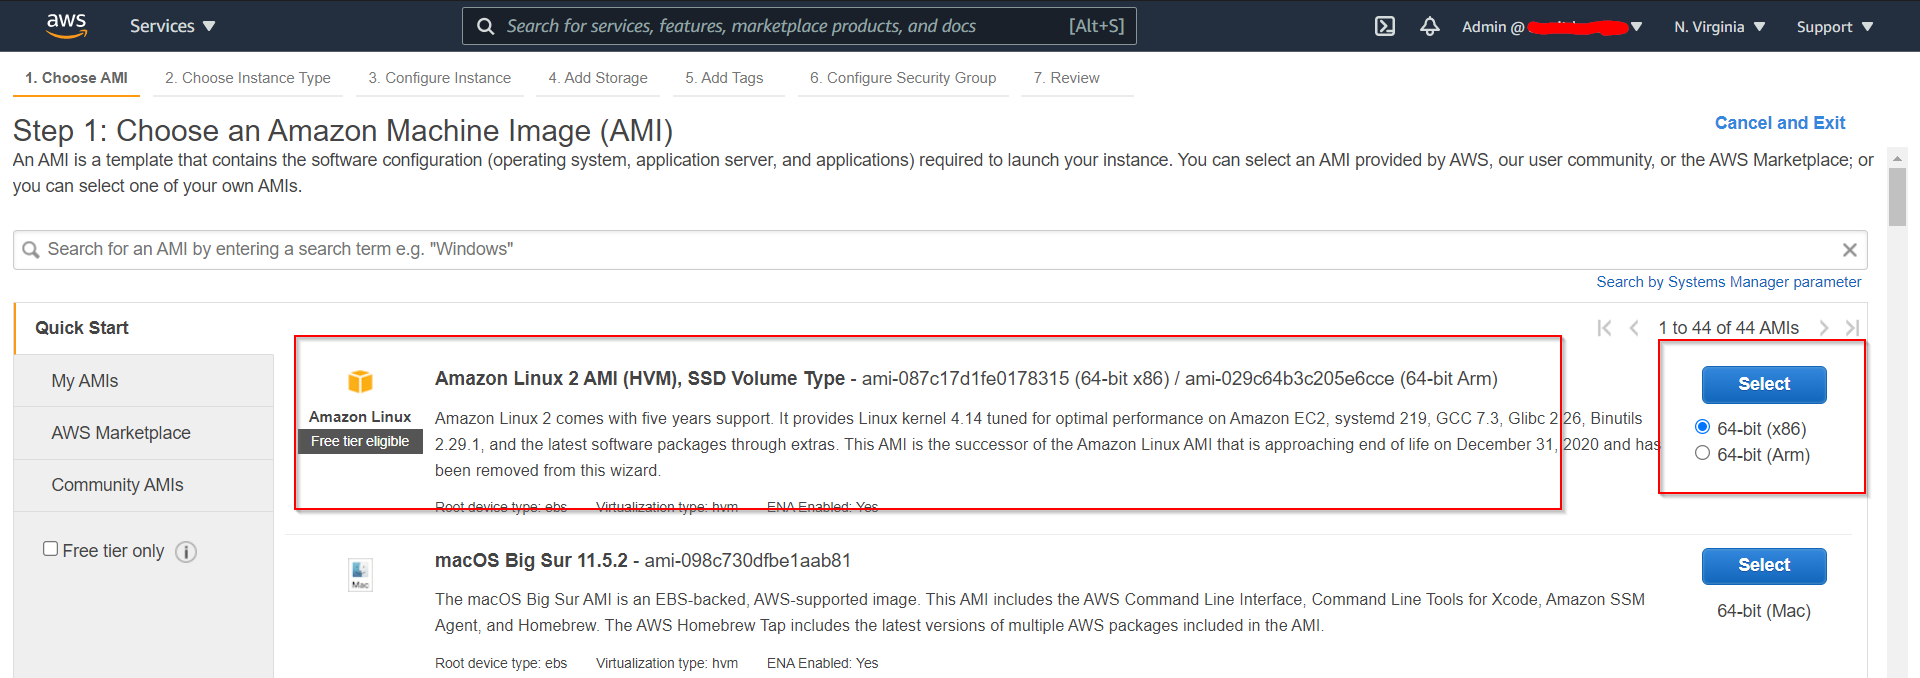 aws Services Search for services, features, marketplace products, and docs [Alt+S] Admin @ N. Virginia Support
1. Choose AMI 2. Choose Instance Type 3. Configure Instance 4. Add Storage 5. Add Tags 6. Configure Security Group 7. Review
Step 1: Choose an Amazon Machine Image (AMI)
Cancel and Exit
An AMI is a template that contains the software configuration (operating system, application server, and applications) required to launch your instance. You can select an AMI provided by AWS, our user community, or the AWS Marketplace; or
you can select one of your own AMIs.
Search for an AMI by entering a search term e.g. "Windows"
Search by Systems Manager parameter
Quick Start
My AMIs
AWS Marketplace
Community AMIs
Free tier only
1 to 44 of 44 AMIs
Amazon Linux
Free tier eligible
Amazon Linux 2 AMI (HVM), SSD Volume Type - ami-087c17d1fe0178315 (64-bit x86) / ami-029c64b3c205e6cce (64-bit Arm)
Amazon Linux 2 comes with five years support. It provides Linux kernel 4.14 tuned for optimal performance on Amazon EC2, systemd 219, GCC 7.3, Glibc 2.26, Binutils
2.29.1, and the latest software packages through extras. This AMI is the successor of the Amazon Linux AMI that is approaching end of life on December 31, 2020 and has
been removed from this wizard.
Root device type: ebs Virtualization type: hvm ENA Enabled: Yes
Select
64-bit (x86)
64-bit (Arm)
Mac
macOS Big Sur 11.5.2 - ami-098c730dfbe1aab81
The macOS Big Sur AMI is an EBS-backed, AWS-supported image. This AMI includes the AWS Command Line Interface, Command Line Tools for Xcode, Amazon SSM
Agent, and Homebrew. The AWS Homebrew Tap includes the latest versions of multiple AWS packages included in the AMI.
Root device type: ebs Virtualization type: hvm ENA Enabled: Yes
Select
64-bit (Mac)